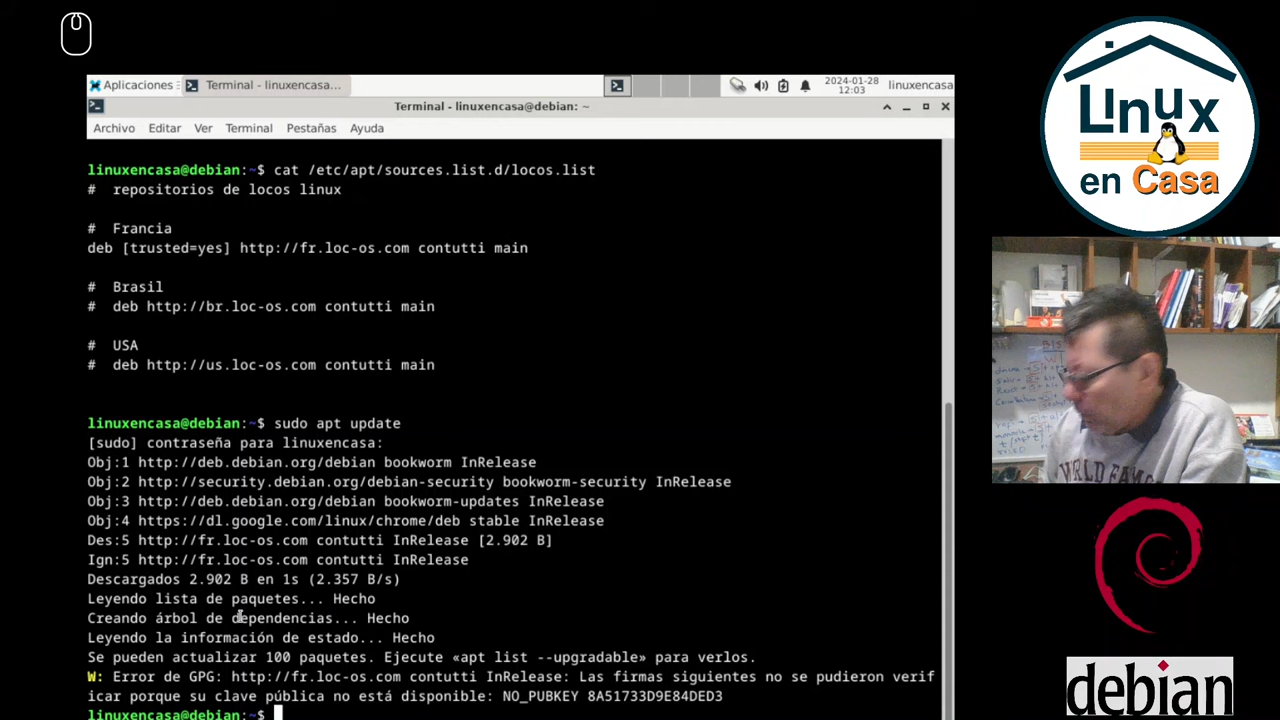 Linux
en Casa
Aplicaciones
Terminal - linuxencasa...
2024-01-28
12:03
linuxencasa
Terminal - linuxencasa@debian: ~
Archivo Editar Ver Terminal Pestañas Ayuda
linuxencasa@debian:~$ cat /etc/apt/sources.list.d/locos.list
#  repositorios de locos linux
#  Francia
deb [trusted=yes] http://fr.loc-os.com contutti main
#  Brasil
#  deb http://br.loc-os.com contutti main
#  USA
#  deb http://us.loc-os.com contutti main
linuxencasa@debian:~$ sudo apt update
[sudo] contraseña para linuxencasa:
Obj:1 http://deb.debian.org/debian bookworm InRelease
Obj:2 http://security.debian.org/debian-security bookworm-security InRelease
Obj:3 http://deb.debian.org/debian bookworm-updates InRelease
Obj:4 https://dl.google.com/linux/chrome/deb stable InRelease
Des:5 http://fr.loc-os.com contutti InRelease [2.902 B]
Ign:5 http://fr.loc-os.com contutti InRelease
Descargados 2.902 B en 1s (2.357 B/s)
Leyendo lista de paquetes... Hecho
Creando árbol de dependencias... Hecho
Leyendo la información de estado... Hecho
Se pueden actualizar 100 paquetes. Ejecute «apt list --upgradable» para verlos.
W: Error de GPG: http://fr.loc-os.com contutti InRelease: Las firmas siguientes no se pudieron verif
icar porque su clave pública no está disponible: NO_PUBKEY 8A51733D9E84DED3
linuxencasa@debian:~$
WORLD FAMOUS
debian